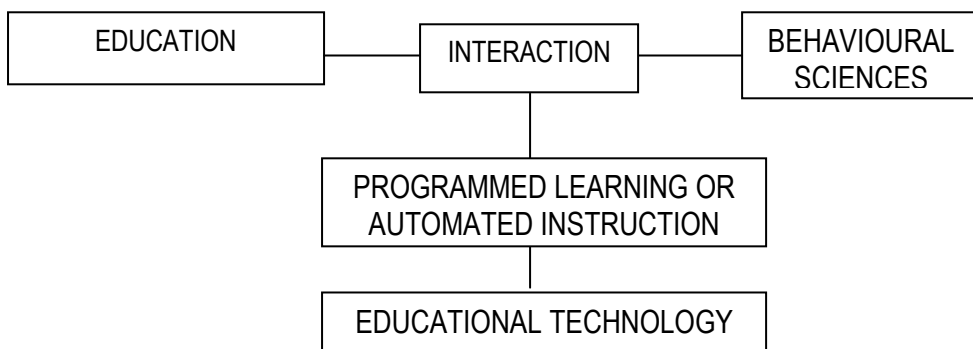 EDUCATION
INTERACTION
BEHAVIOURAL
SCIENCES
PROGRAMMED LEARNING OR
AUTOMATED INSTRUCTION
EDUCATIONAL TECHNOLOGY